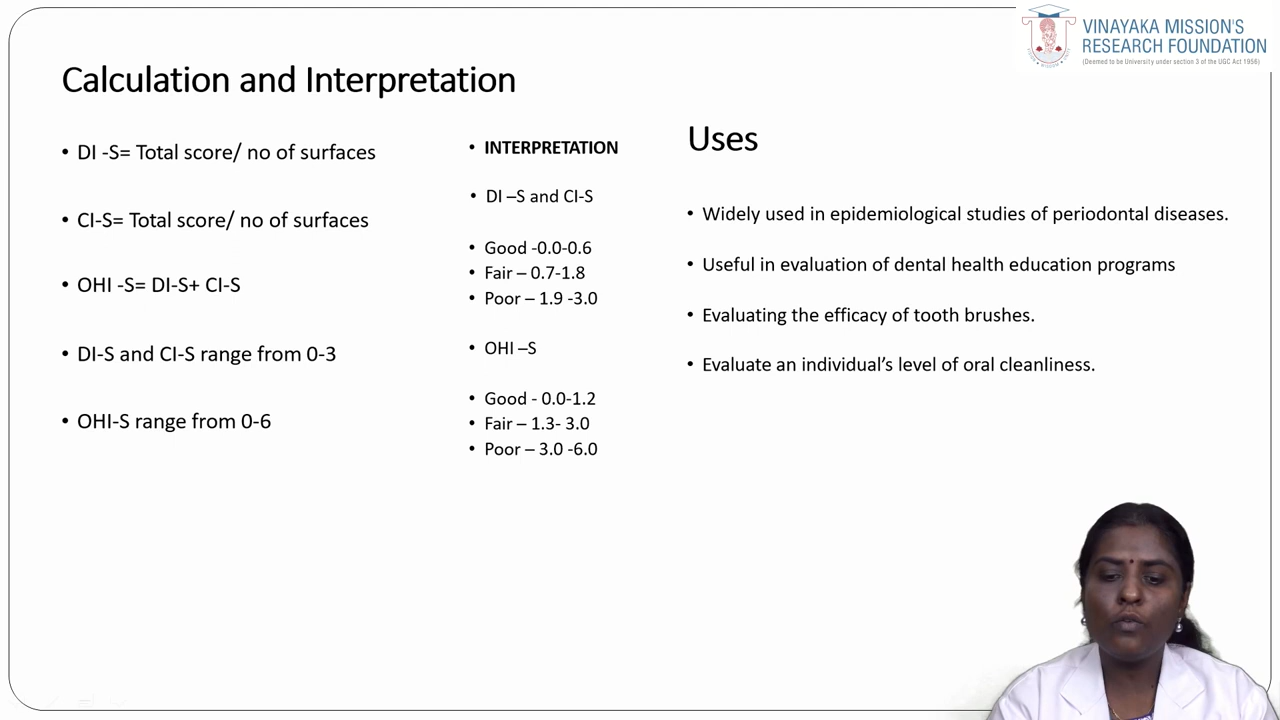 VINAYAKA MISSION'S
RESEARCH FOUNDATION
(Deemed to be University under section 3 of the UGC Act 1956)
Calculation and Interpretation
• DI -S= Total score/ no of surfaces
• CI-S= Total score/ no of surfaces
• OHI -S= DI-S+ CI-S
• DI-S and CI-S range from 0-3
• OHI-S range from 0-6
• INTERPRETATION
• DI –S and CI-S
• Good -0.0-0.6
• Fair – 0.7-1.8
• Poor – 1.9 -3.0
• OHI –S
• Good - 0.0-1.2
• Fair – 1.3- 3.0
• Poor – 3.0 -6.0
Uses
• Widely used in epidemiological studies of periodontal diseases.
• Useful in evaluation of dental health education programs
• Evaluating the efficacy of tooth brushes.
• Evaluate an individual’s level of oral cleanliness.